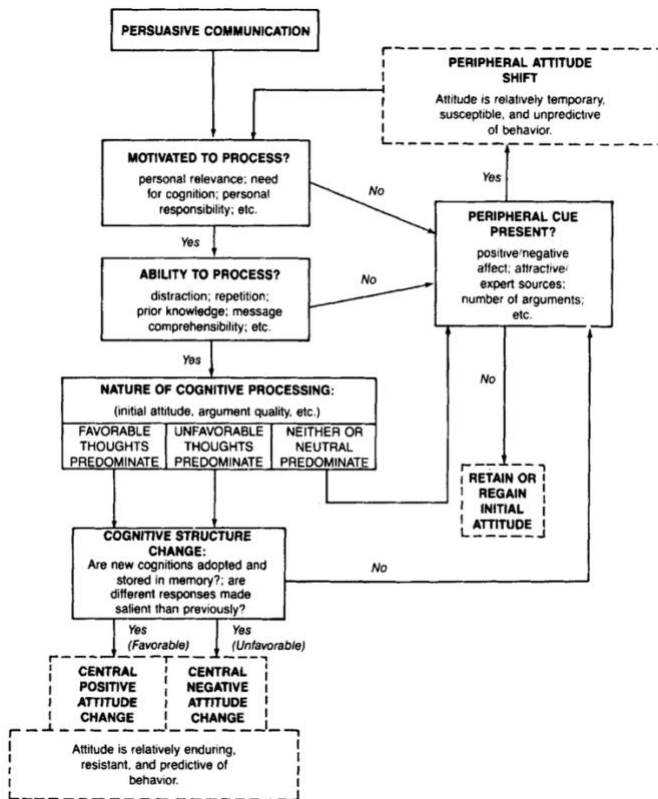 PERSUASIVE COMMUNICATION
PERIPHERAL ATTITUDE
SHIFT
Attitude is relatively temporary,
susceptible, and unpredictive
of behavior.
MOTIVATED TO PROCESS?
personal relevance; need
for cognition; personal
responsibility; etc.
No
Yes
PERIPHERAL CUE
PRESENT?
positive/negative
affect; attractive/
expert sources;
number of arguments;
etc.
Yes
ABILITY TO PROCESS?
distraction; repetition;
prior knowledge; message
comprehensibility; etc.
No
Yes
No
NATURE OF COGNITIVE PROCESSING:
(initial attitude, argument quality, etc.)
FAVORABLE
THOUGHTS
PREDOMINATE
UNFAVORABLE
THOUGHTS
PREDOMINATE
NEITHER OR
NEUTRAL
PREDOMINATE
RETAIN OR
REGAIN
INITIAL
ATTITUDE
COGNITIVE STRUCTURE
CHANGE:
Are new cognitions adopted and
stored in memory?; are
different responses made
salient than previously?
No
Yes
(Favorable)
Yes
(Unfavorable)
CENTRAL
POSITIVE
ATTITUDE
CHANGE
CENTRAL
NEGATIVE
ATTITUDE
CHANGE
Attitude is relatively enduring,
resistant, and predictive of
behavior.